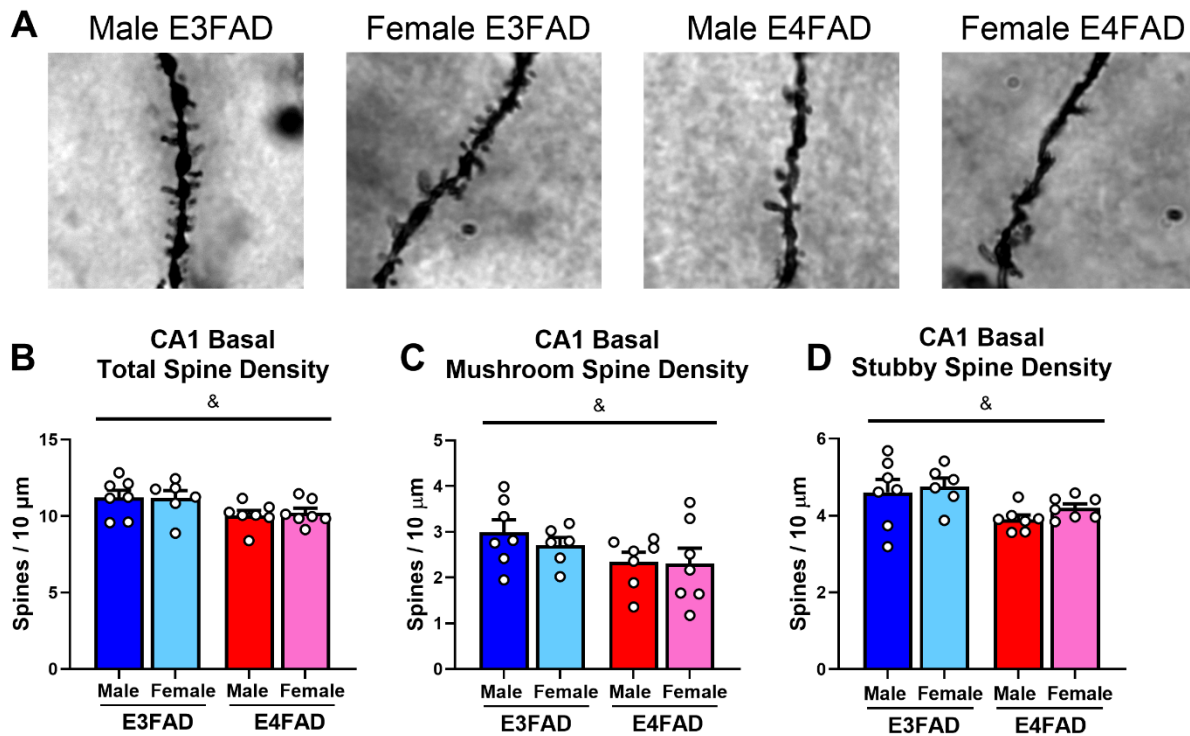 A
Male E3FAD
Female E3FAD
Male E4FAD
Female E4FAD
B
CA1 Basal
Total Spine Density
&
Spines / 10 μm
15
10
5
0
Male
Female
Male
Female
E3FAD
E4FAD
C
CA1 Basal
Mushroom Spine Density
&
Spines / 10 μm
5
4
3
2
1
0
Male
Female
Male
Female
E3FAD
E4FAD
D
CA1 Basal
Stubby Spine Density
&
Spines / 10 μm
6
4
2
0
Male
Female
Male
Female
E3FAD
E4FAD